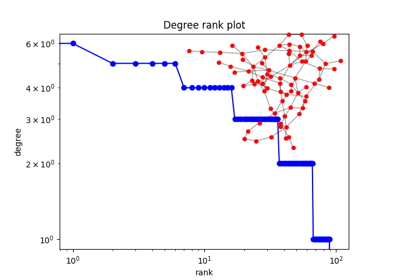 Degree rank plot
6 × 10⁰
4 × 10⁰
3 × 10⁰
2 × 10⁰
10⁰
degree
10⁰ 10¹ 10²
rank